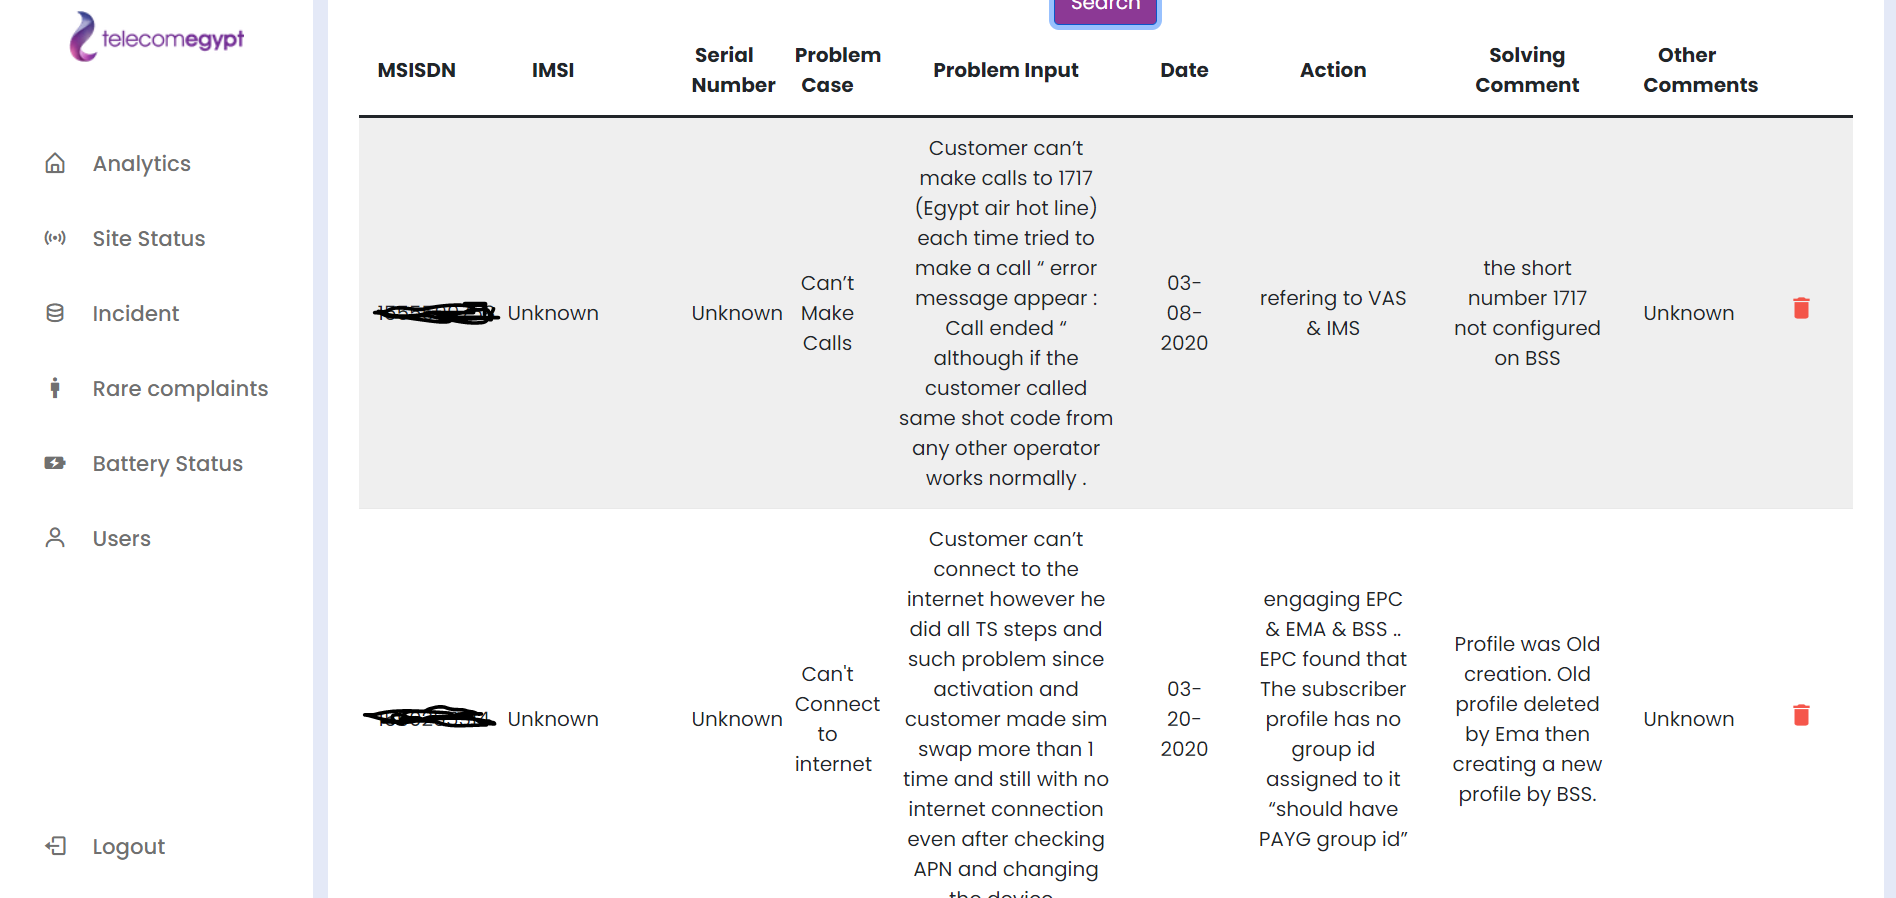 telecomegypt
Analytics
Site Status
Incident
Rare complaints
Battery Status
Users
Logout
Search
MSISDN
IMSI
Serial
Number
Problem
Case
Problem Input
Date
Action
Solving
Comment
Other
Comments
Unknown
Unknown
Can’t
Make
Calls
Customer can’t
make calls to 1717
(Egypt air hot line)
each time tried to
make a call “ error
message appear :
Call ended “
although if the
customer called
same shot code from
any other operator
works normally .
03-
08-
2020
refering to VAS
& IMS
the short
number 1717
not configured
on BSS
Unknown
Unknown
Unknown
Can't
Connect
to
internet
Customer can’t
connect to the
internet however he
did all TS steps and
such problem since
activation and
customer made sim
swap more than 1
time and still with no
internet connection
even after checking
APN and changing
the device
03-
20-
2020
engaging EPC
& EMA & BSS ..
EPC found that
The subscriber
profile has no
group id
assigned to it
“should have
PAYG group id”
Profile was Old
creation. Old
profile deleted
by Ema then
creating a new
profile by BSS.
Unknown